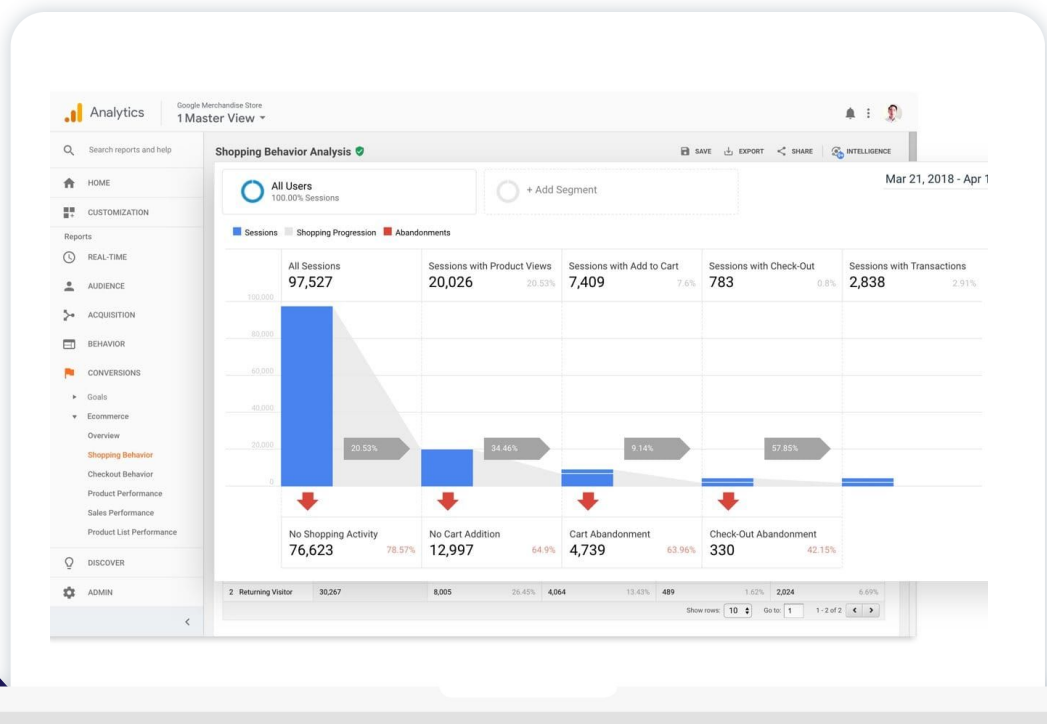 Analytics
Google Merchandise Store
1 Master View
Search reports and help
HOME
CUSTOMIZATION
Reports
REAL-TIME
AUDIENCE
ACQUISITION
BEHAVIOR
CONVERSIONS
Goals
Ecommerce
Overview
Shopping Behavior
Checkout Behavior
Product Performance
Sales Performance
Product List Performance
DISCOVER
ADMIN
Shopping Behavior Analysis
SAVE EXPORT SHARE INTELLIGENCE
All Users
100.00% Sessions
+ Add Segment
Mar 21, 2018 - Apr 1
Sessions Shopping Progression Abandonments
All Sessions Sessions with Product Views Sessions with Add to Cart Sessions with Check-Out Sessions with Transactions
97,527 20,026 20.53% 7,409 7.6% 783 0.8% 2,838 2.91%
100,000
80,000
60,000
40,000
20,000
0
20.53% 34.46% 9.14% 57.85%
No Shopping Activity No Cart Addition Cart Abandonment Check-Out Abandonment
76,623 78.57% 12,997 64.9% 4,739 63.96% 330 42.15%
2 Returning Visitor 30,267 8,005 26.45% 4,064 13.43% 489 1.62% 2,024 6.69%
Show rows: 10 Go to: 1 1 - 2 of 2